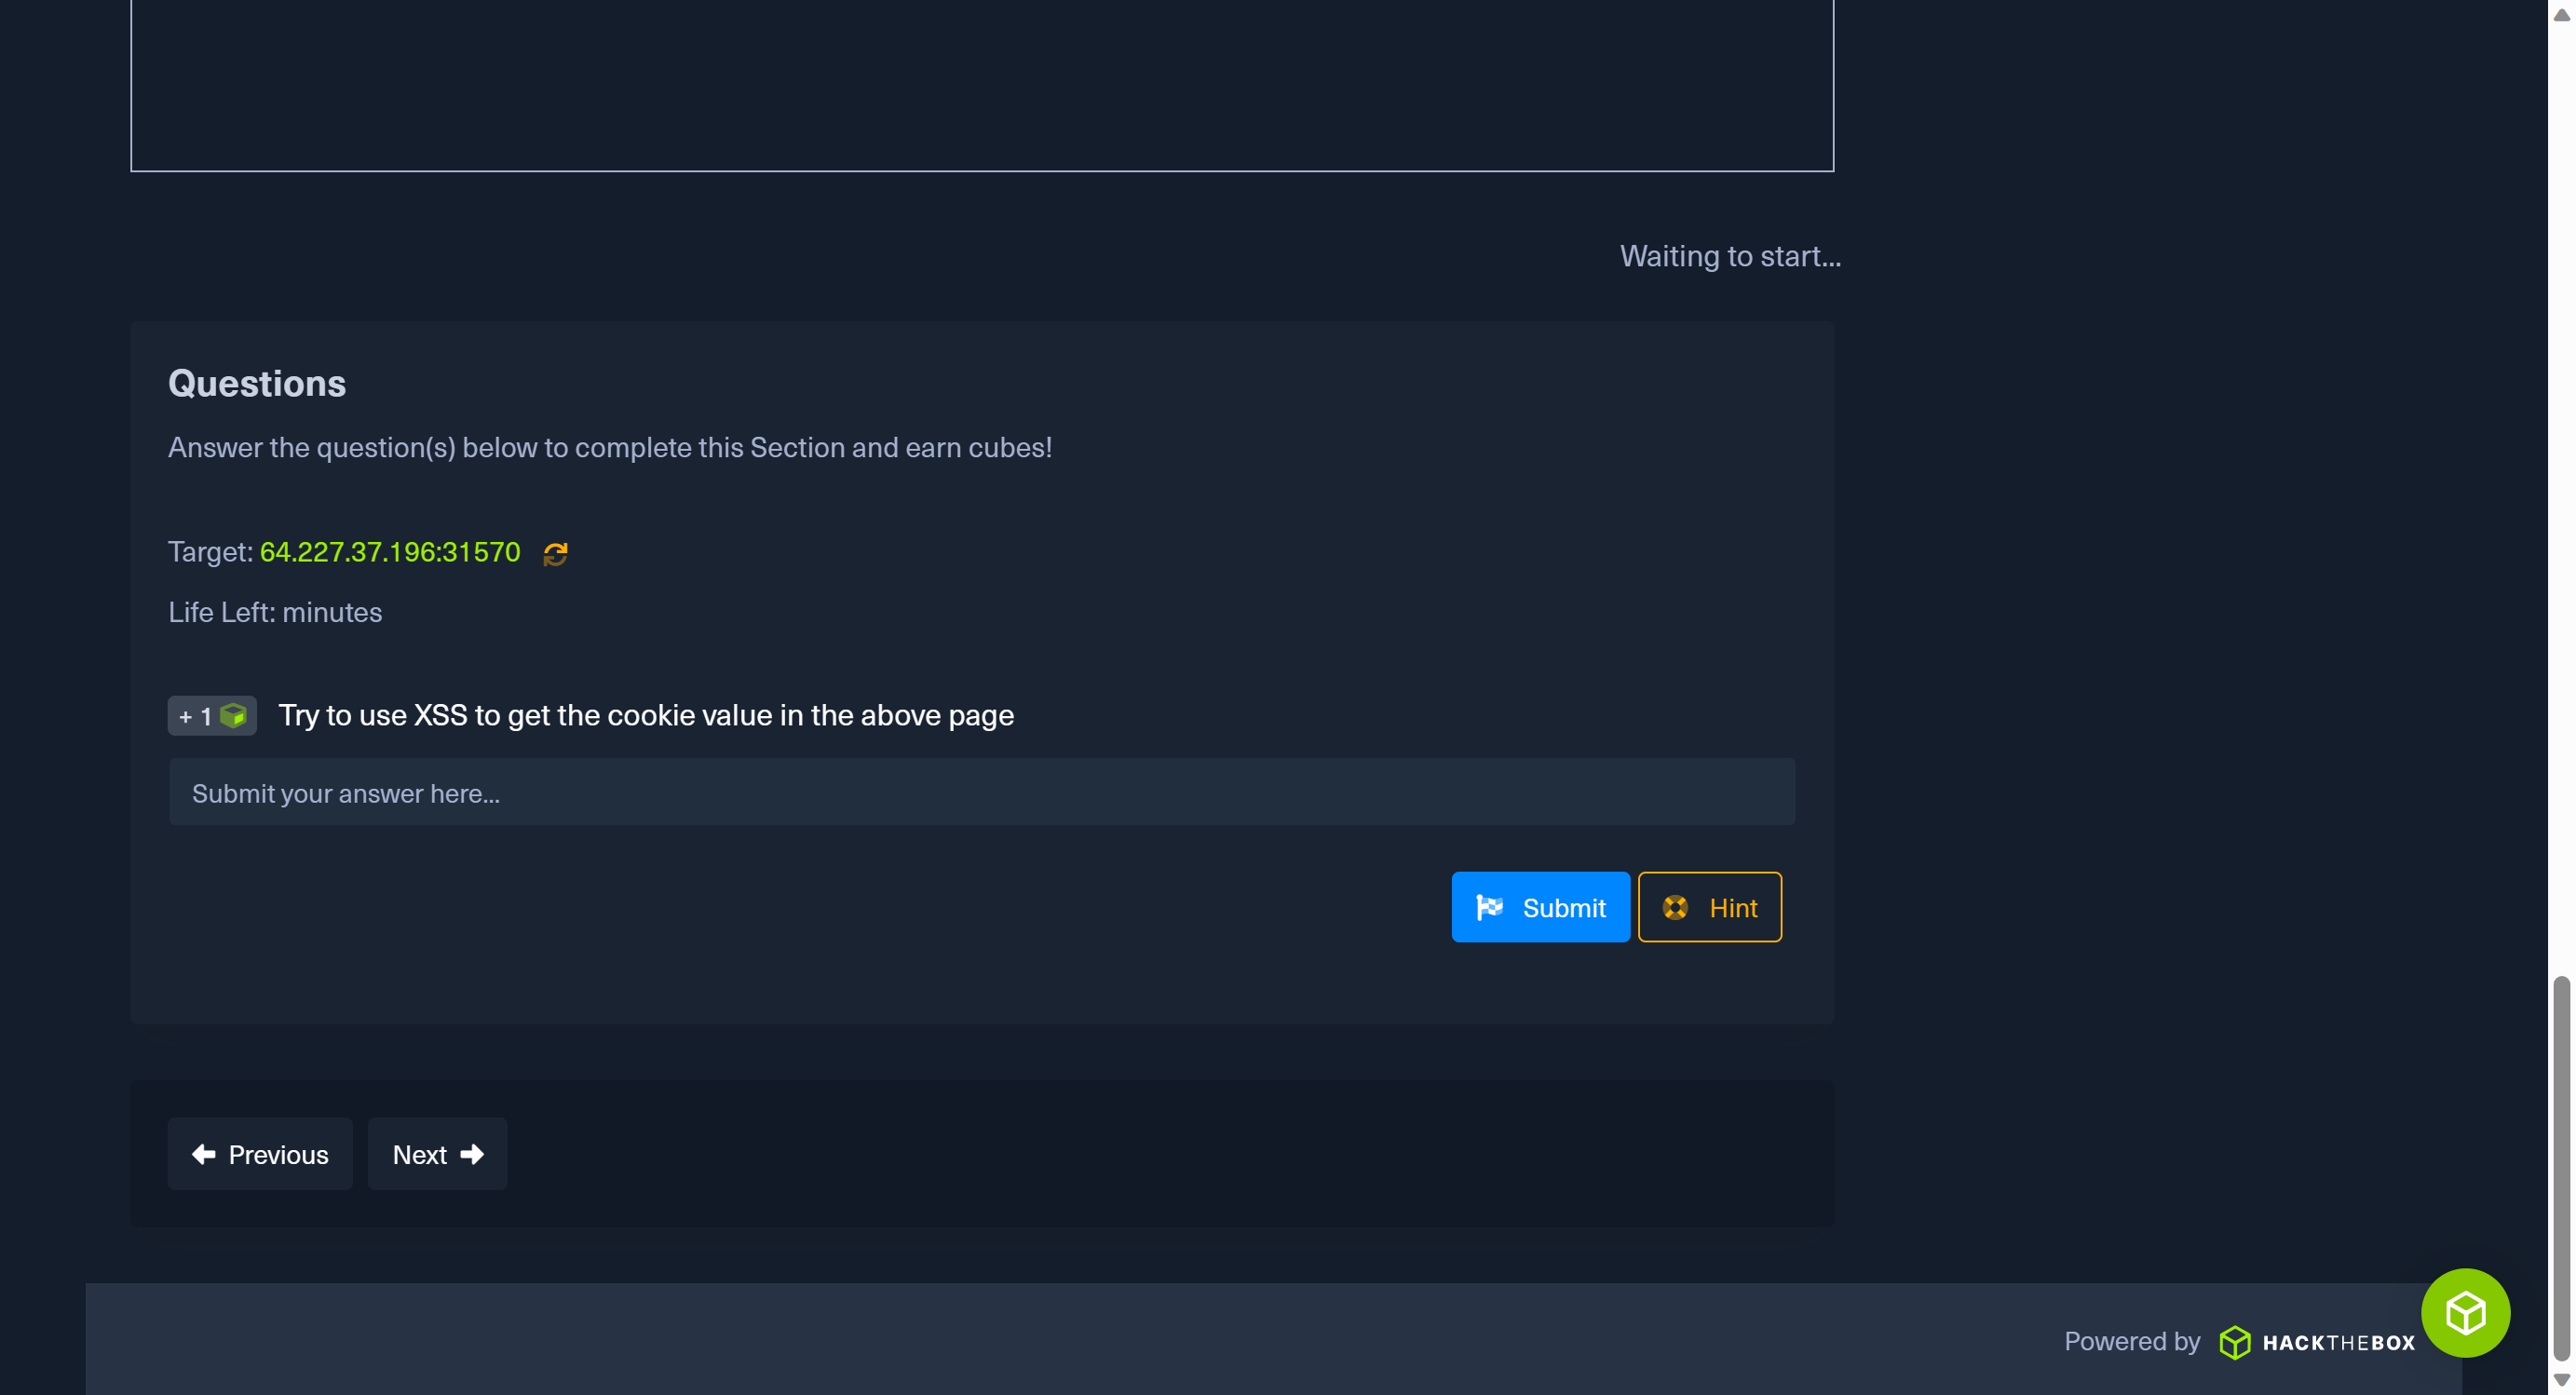 Waiting to start...
Questions
Answer the question(s) below to complete this Section and earn cubes!
Target: 64.227.37.196:31570
Life Left: minutes
+ 1 Try to use XSS to get the cookie value in the above page
Submit your answer here...
Submit Hint
Previous Next
Powered by HACKTHEBOX